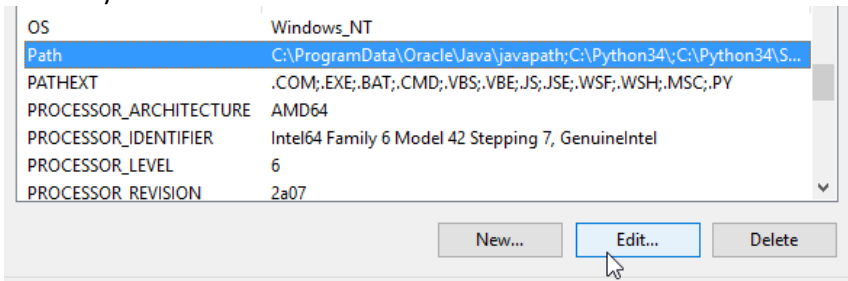 OS Windows_NT
Path C:\ProgramData\Oracle\Java\javapath;C:\Python34\;C:\Python34\S...
PATHEXT .COM;.EXE;.BAT;.CMD;.VBS;.VBE;.JS;.JSE;.WSF;.WSH;.MSC;.PY
PROCESSOR_ARCHITECTURE AMD64
PROCESSOR_IDENTIFIER Intel64 Family 6 Model 42 Stepping 7, GenuineIntel
PROCESSOR_LEVEL 6
PROCESSOR REVISION 2a07
New... Edit... Delete